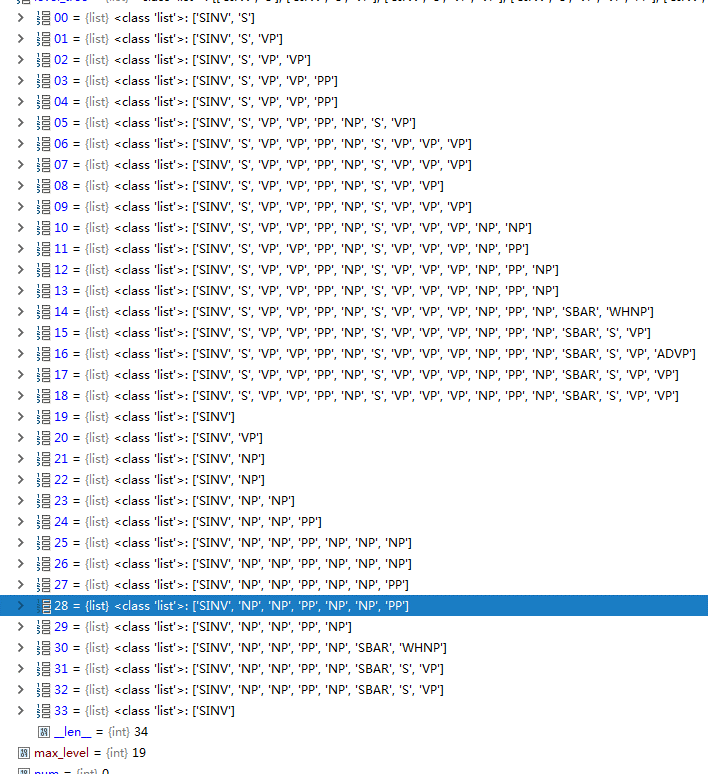 00 = {list} <class 'list'>: ['SINV', 'S']
01 = {list} <class 'list'>: ['SINV', 'S', 'VP']
02 = {list} <class 'list'>: ['SINV', 'S', 'VP', 'VP']
03 = {list} <class 'list'>: ['SINV', 'S', 'VP', 'VP', 'PP']
04 = {list} <class 'list'>: ['SINV', 'S', 'VP', 'VP', 'PP']
05 = {list} <class 'list'>: ['SINV', 'S', 'VP', 'VP', 'PP', 'NP', 'S', 'VP']
06 = {list} <class 'list'>: ['SINV', 'S', 'VP', 'VP', 'PP', 'NP', 'S', 'VP', 'VP', 'VP']
07 = {list} <class 'list'>: ['SINV', 'S', 'VP', 'VP', 'PP', 'NP', 'S', 'VP', 'VP', 'VP']
08 = {list} <class 'list'>: ['SINV', 'S', 'VP', 'VP', 'PP', 'NP', 'S', 'VP', 'VP']
09 = {list} <class 'list'>: ['SINV', 'S', 'VP', 'VP', 'PP', 'NP', 'S', 'VP', 'VP', 'VP']
10 = {list} <class 'list'>: ['SINV', 'S', 'VP', 'VP', 'PP', 'NP', 'S', 'VP', 'VP', 'VP', 'NP', 'NP']
11 = {list} <class 'list'>: ['SINV', 'S', 'VP', 'VP', 'PP', 'NP', 'S', 'VP', 'VP', 'VP', 'NP', 'PP']
12 = {list} <class 'list'>: ['SINV', 'S', 'VP', 'VP', 'PP', 'NP', 'S', 'VP', 'VP', 'VP', 'NP', 'PP', 'NP']
13 = {list} <class 'list'>: ['SINV', 'S', 'VP', 'VP', 'PP', 'NP', 'S', 'VP', 'VP', 'VP', 'NP', 'PP', 'NP']
14 = {list} <class 'list'>: ['SINV', 'S', 'VP', 'VP', 'PP', 'NP', 'S', 'VP', 'VP', 'VP', 'NP', 'PP', 'NP', 'SBAR', 'WHNP']
15 = {list} <class 'list'>: ['SINV', 'S', 'VP', 'VP', 'PP', 'NP', 'S', 'VP', 'VP', 'VP', 'NP', 'PP', 'NP', 'SBAR', 'S', 'VP']
16 = {list} <class 'list'>: ['SINV', 'S', 'VP', 'VP', 'PP', 'NP', 'S', 'VP', 'VP', 'VP', 'NP', 'PP', 'NP', 'SBAR', 'S', 'VP', 'ADVP']
17 = {list} <class 'list'>: ['SINV', 'S', 'VP', 'VP', 'PP', 'NP', 'S', 'VP', 'VP', 'VP', 'NP', 'PP', 'NP', 'SBAR', 'S', 'VP', 'VP']
18 = {list} <class 'list'>: ['SINV', 'S', 'VP', 'VP', 'PP', 'NP', 'S', 'VP', 'VP', 'VP', 'NP', 'PP', 'NP', 'SBAR', 'S', 'VP', 'VP']
19 = {list} <class 'list'>: ['SINV']
20 = {list} <class 'list'>: ['SINV', 'VP']
21 = {list} <class 'list'>: ['SINV', 'NP']
22 = {list} <class 'list'>: ['SINV', 'NP']
23 = {list} <class 'list'>: ['SINV', 'NP', 'NP']
24 = {list} <class 'list'>: ['SINV', 'NP', 'NP', 'PP']
25 = {list} <class 'list'>: ['SINV', 'NP', 'NP', 'PP', 'NP', 'NP', 'NP']
26 = {list} <class 'list'>: ['SINV', 'NP', 'NP', 'PP', 'NP', 'NP', 'NP']
27 = {list} <class 'list'>: ['SINV', 'NP', 'NP', 'PP', 'NP', 'NP', 'PP']
28 = {list} <class 'list'>: ['SINV', 'NP', 'NP', 'PP', 'NP', 'NP', 'PP']
29 = {list} <class 'list'>: ['SINV', 'NP', 'NP', 'PP', 'NP']
30 = {list} <class 'list'>: ['SINV', 'NP', 'NP', 'PP', 'NP', 'SBAR', 'WHNP']
31 = {list} <class 'list'>: ['SINV', 'NP', 'NP', 'PP', 'NP', 'SBAR', 'S', 'VP']
32 = {list} <class 'list'>: ['SINV', 'NP', 'NP', 'PP', 'NP', 'SBAR', 'S', 'VP']
33 = {list} <class 'list'>: ['SINV']
__len__ = {int} 34
max_level = {int} 19